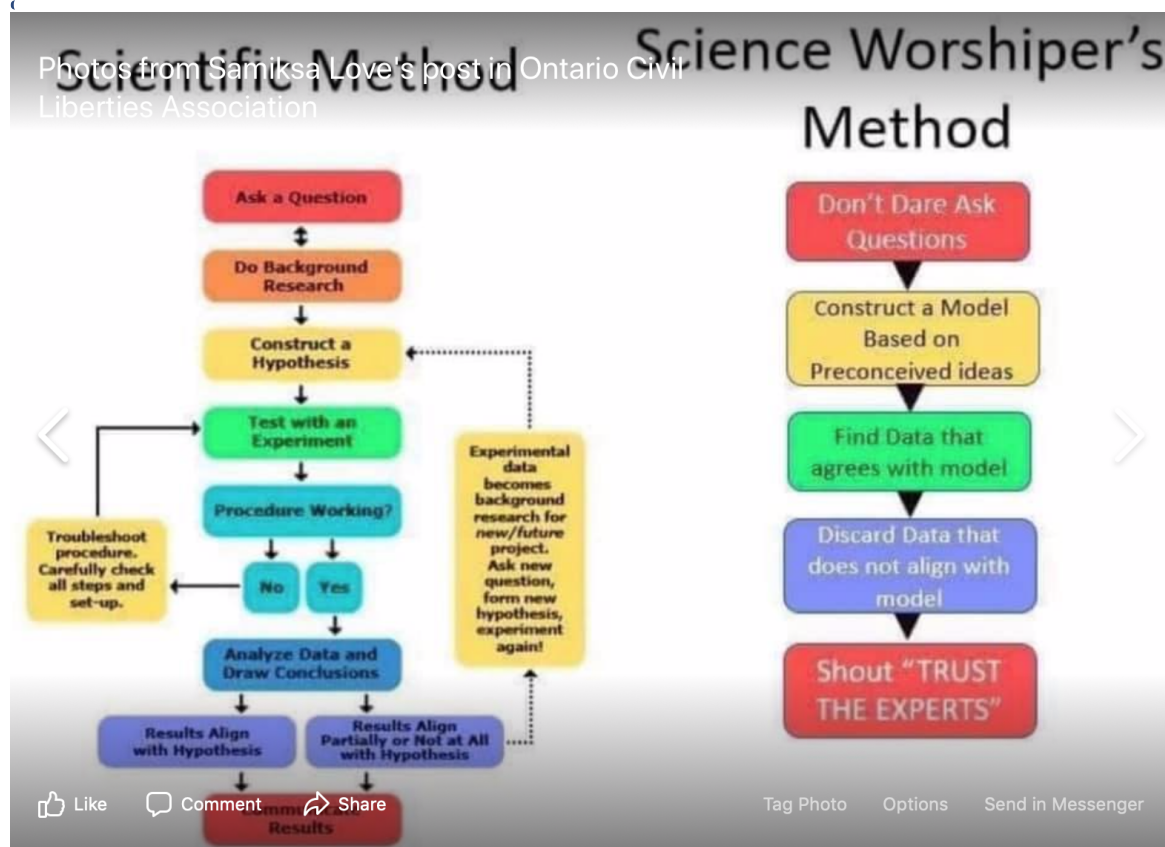 Scientific Method
Photos from Samiksa Love's post in Ontario Civil
Liberties Association
Ask a Question
Do Background
Research
Construct a
Hypothesis
Test with an
Experiment
Procedure Working?
Troubleshoot
procedure.
Carefully check
all steps and
set-up.
No
Yes
Experimental
data
becomes
background
research for
new/future
project.
Ask new
question,
form new
hypothesis,
experiment
again!
Analyze Data and
Draw Conclusions
Results Align
with Hypothesis
Results Align
Partially or Not at All
with Hypothesis
Communicate
Results
Science Worshiper’s
Method
Don’t Dare Ask
Questions
Construct a Model
Based on
Preconceived ideas
Find Data that
agrees with model
Discard Data that
does not align with
model
Shout “TRUST
THE EXPERTS”
Like
Comment
Share
Tag Photo
Options
Send in Messenger